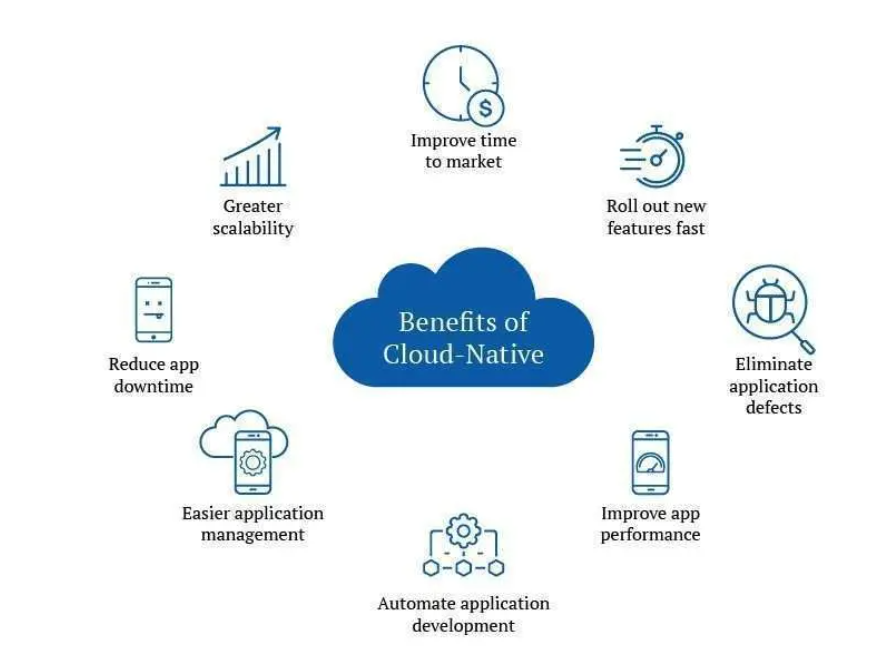 Improve time
to market
Roll out new
features fast
Eliminate
application
defects
Improve app
performance
Automate application
development
Easier application
management
Reduce app
downtime
Greater
scalability
Benefits of
Cloud-Native
$